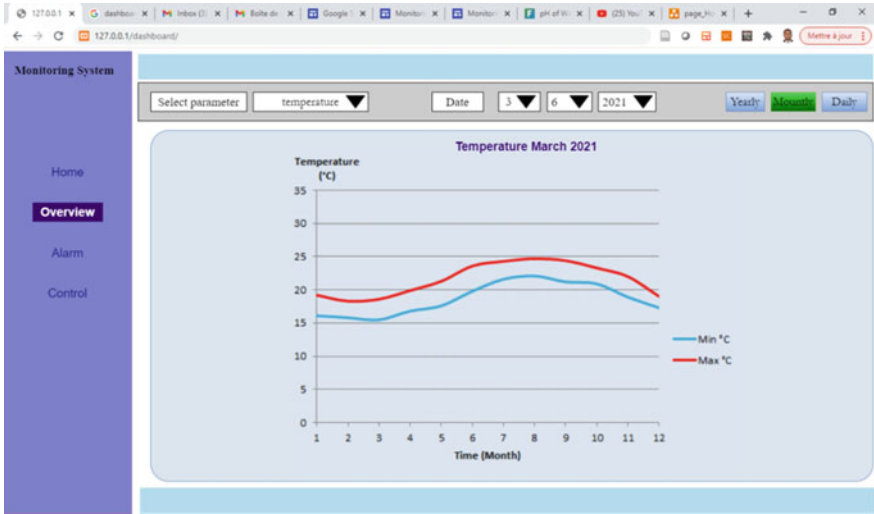 127.0.0.1 dashboa Inbox (3) Boite de Google Monitor Monitor pH of (25) You page_Ho
127.0.0.1/dashboard/ Mettre à jour
Monitoring System
Select parameter temperature Date 3 6 2021 Yearly Mountly Daily
Home
Overview
Alarm
Control
Temperature March 2021
Temperature
(°C)
35
30
25
20
15
10
5
0
Min °C
Max °C
1 2 3 4 5 6 7 8 9 10 11 12
Time (Month)